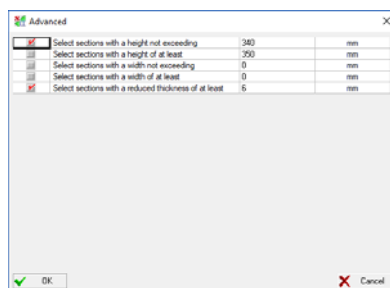 Advanced
Select sections with a height not exceeding 340 mm
Select sections with a height of at least 350 mm
Select sections with a width not exceeding 0 mm
Select sections with a width of at least 0 mm
Select sections with a reduced thickness of at least 6 mm
OK Cancel